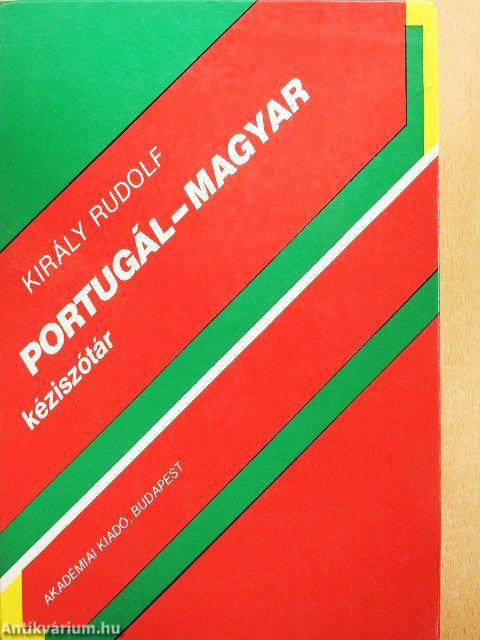 KIRÁLY RUDOLF
PORTUGÁL–MAGYAR
kéziszótár
AKADÉMIAI KIADÓ, BUDAPEST
Antikvárium.hu